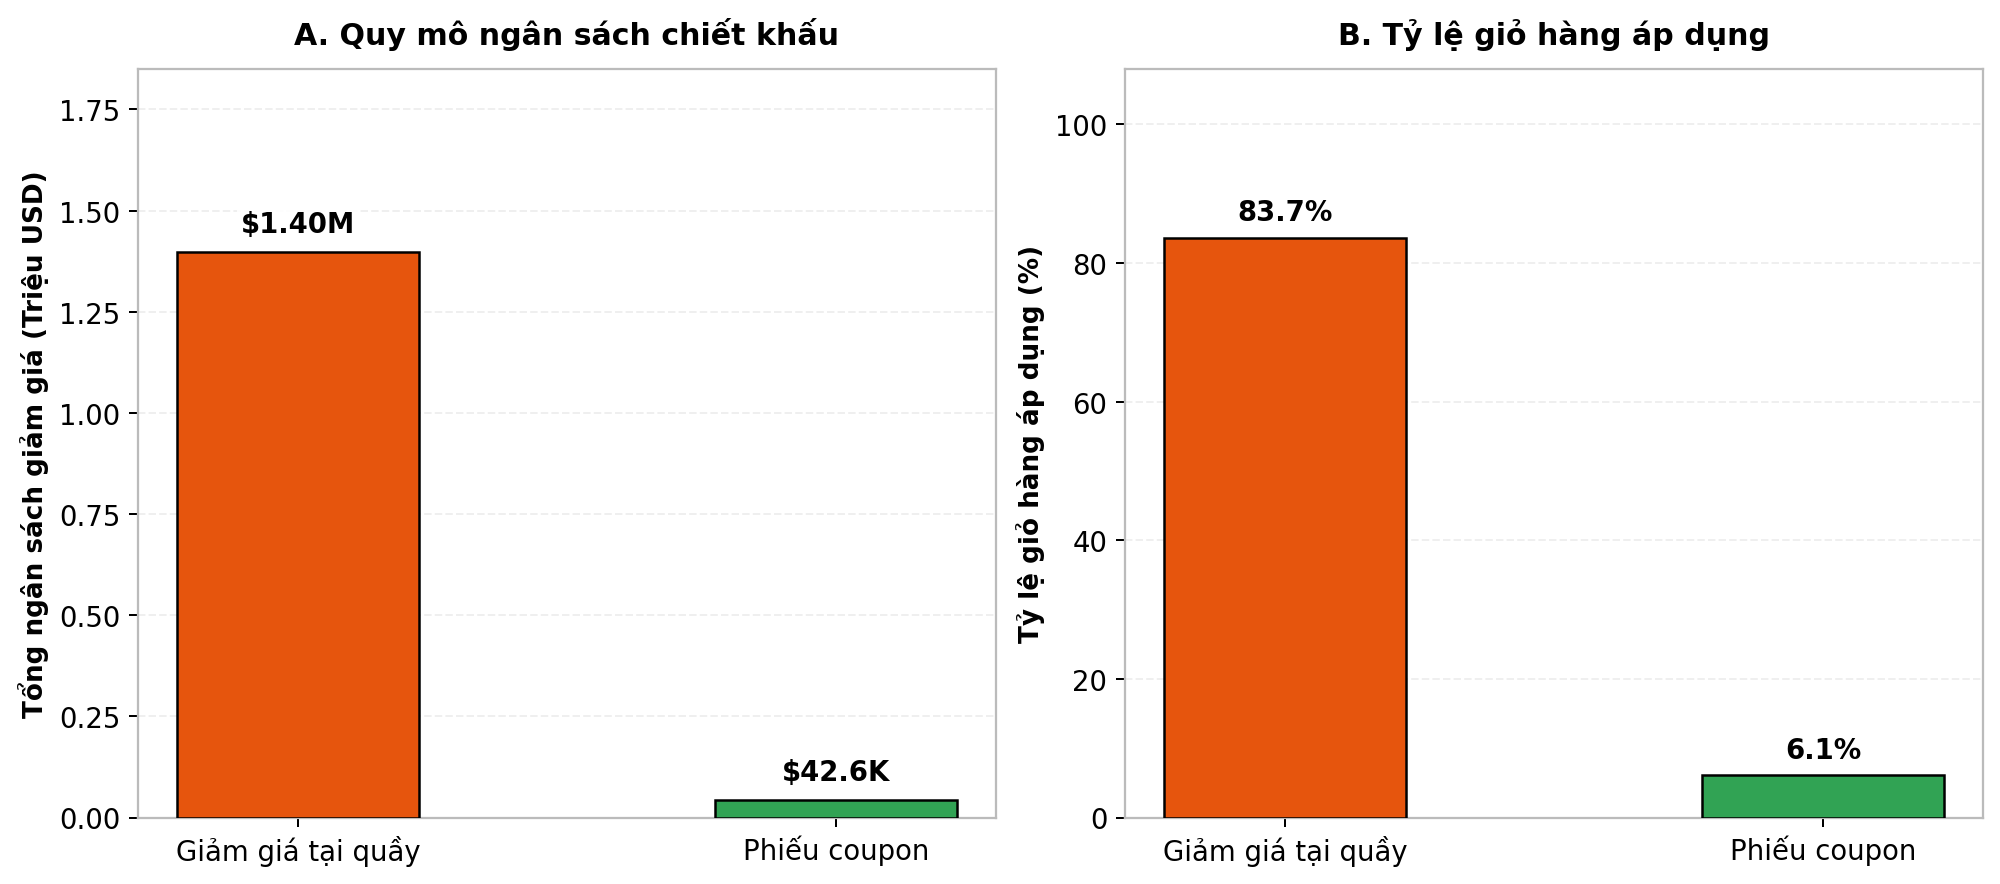 A. Quy mô ngân sách chiết khấu
Tổng ngân sách giảm giá (Triệu USD)
1.75
1.50
1.25
1.00
0.75
0.50
0.25
0.00
$1.40M
$42.6K
Giảm giá tại quầy
Phiếu coupon
B. Tỷ lệ giỏ hàng áp dụng
Tỷ lệ giỏ hàng áp dụng (%)
100
80
60
40
20
0
83.7%
6.1%
Giảm giá tại quầy
Phiếu coupon